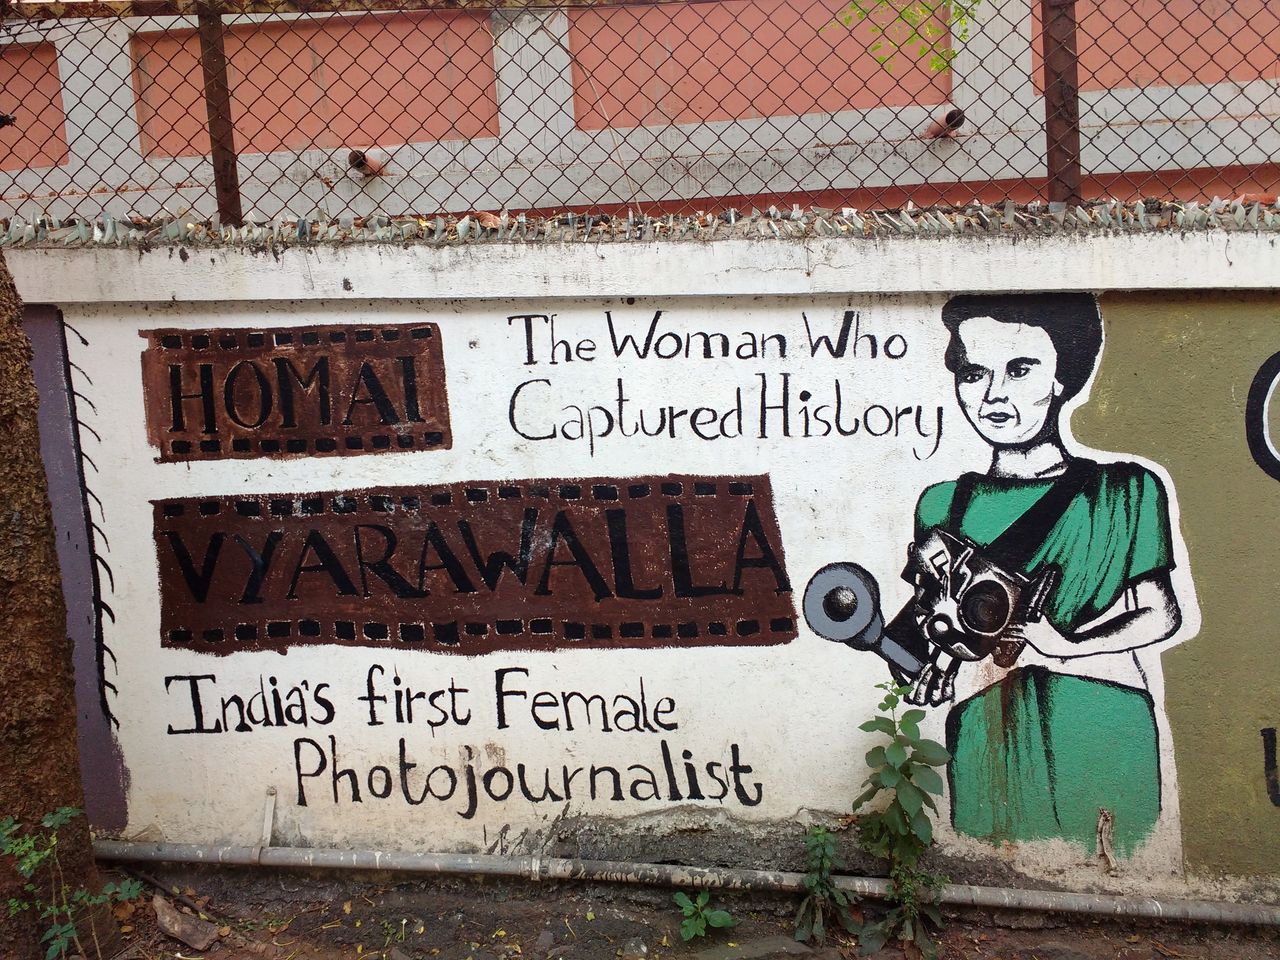 HOMAI
The Woman Who
Captured History
VYARAWALLA
India's first Female
Photojournalist